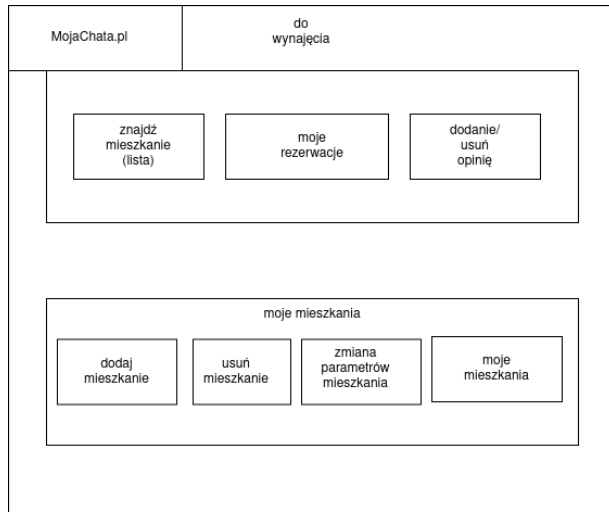 MojaChata.pl
do
wynajęcia
znajdź
mieszkanie
(lista)
moje
rezerwacje
dodanie/
usuń
opinię
moje mieszkania
dodaj
mieszkanie
usuń
mieszkanie
zmiana
parametrów
mieszkania
moje
mieszkania